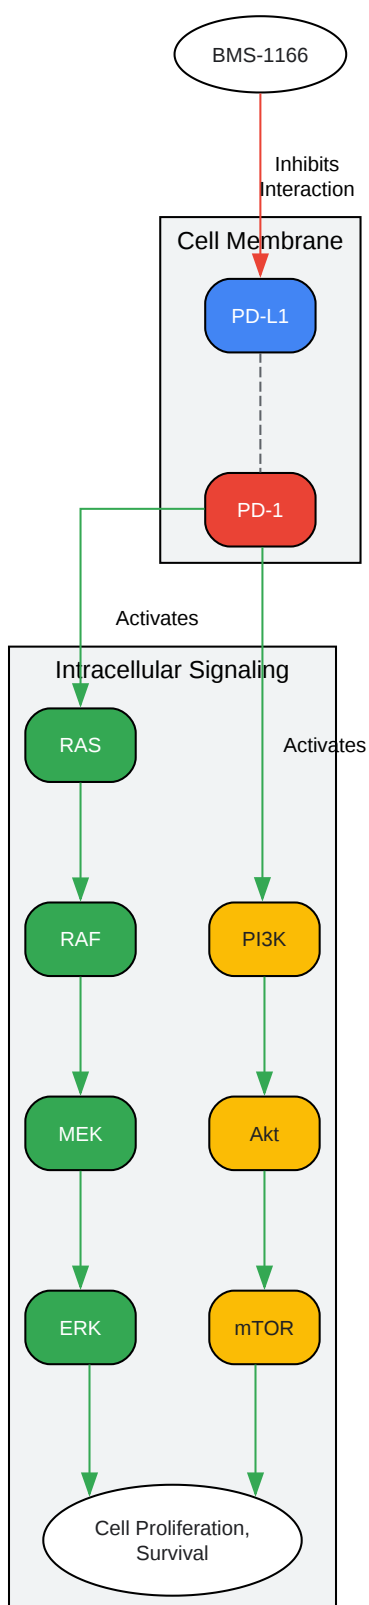 BMS-1166
Inhibits
Interaction
Cell Membrane
PD-L1
PD-1
Activates
Intracellular Signaling
RAS
Activates
RAF
PI3K
MEK
Akt
ERK
mTOR
Cell Proliferation,
Survival